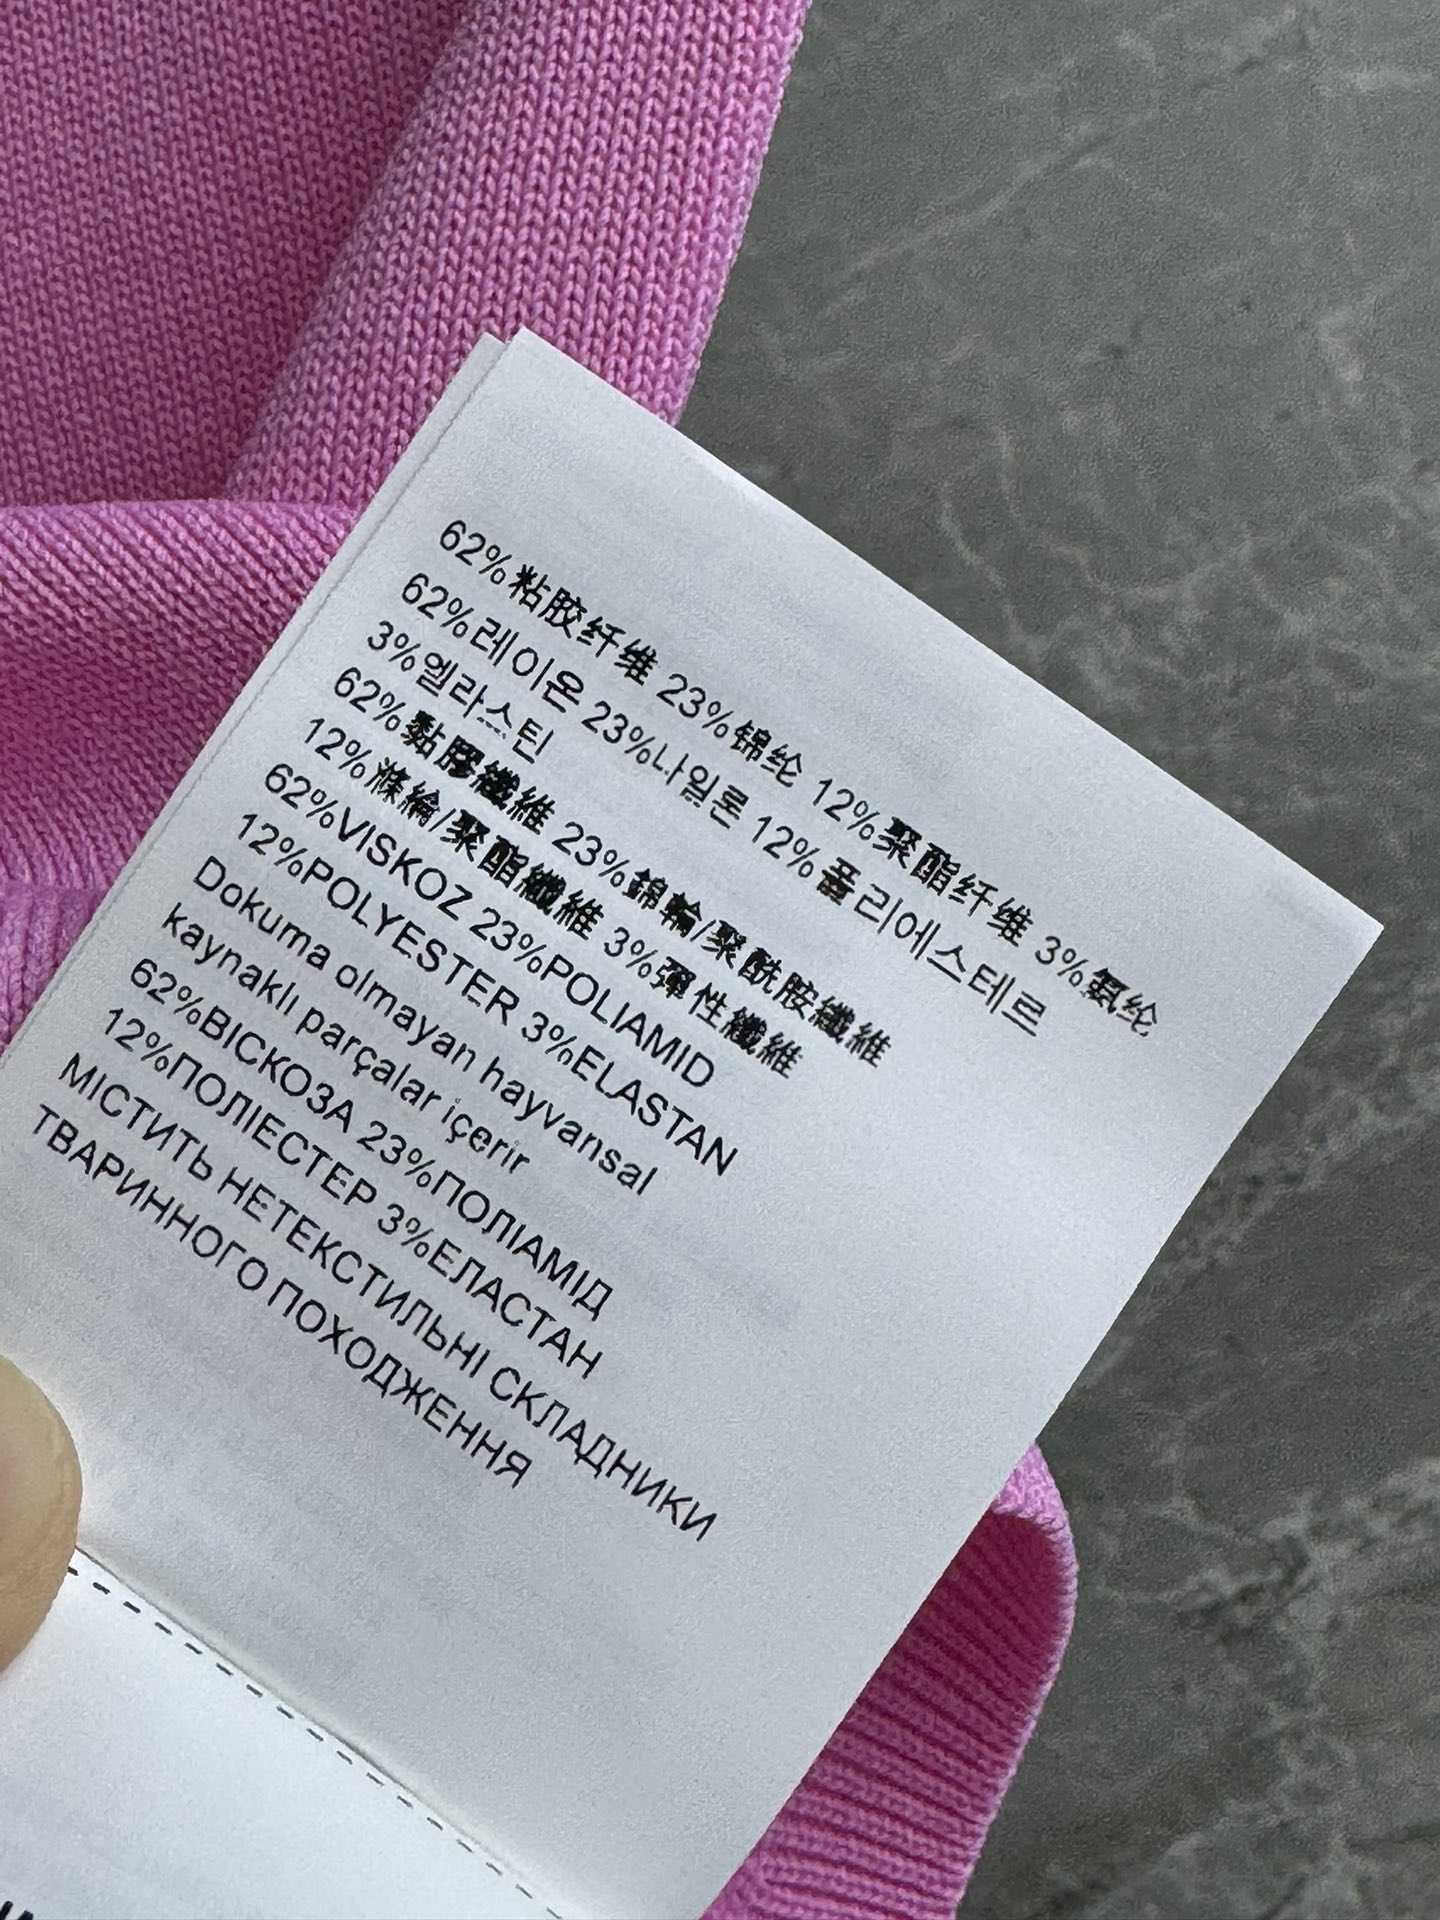 62%粘胶纤维 23%锦纶 12%聚酯纤维 3%氨纶
62%레이온 23%나일론 12%폴리에스테르
3%엘라스틴
62%黏膠纖維 23%錦輪/聚酰胺纖維
12%滌綸/聚酯纖維 3%彈性纖維
62%VISKOZ 23%POLIAMID
12%POLYESTER 3%ELASTAN
Dokuma olmayan hayvansal
kaynaklı parçalar içerir
62%ВІСКОЗА 23%ПОЛІАМІД
12%ПОЛІЕСТЕР 3%ЕЛАСТАН
МІСТИТЬ НЕТЕКСТИЛЬНІ СКЛАДНИКИ
ТВАРИННОГО ПОХОДЖЕННЯ